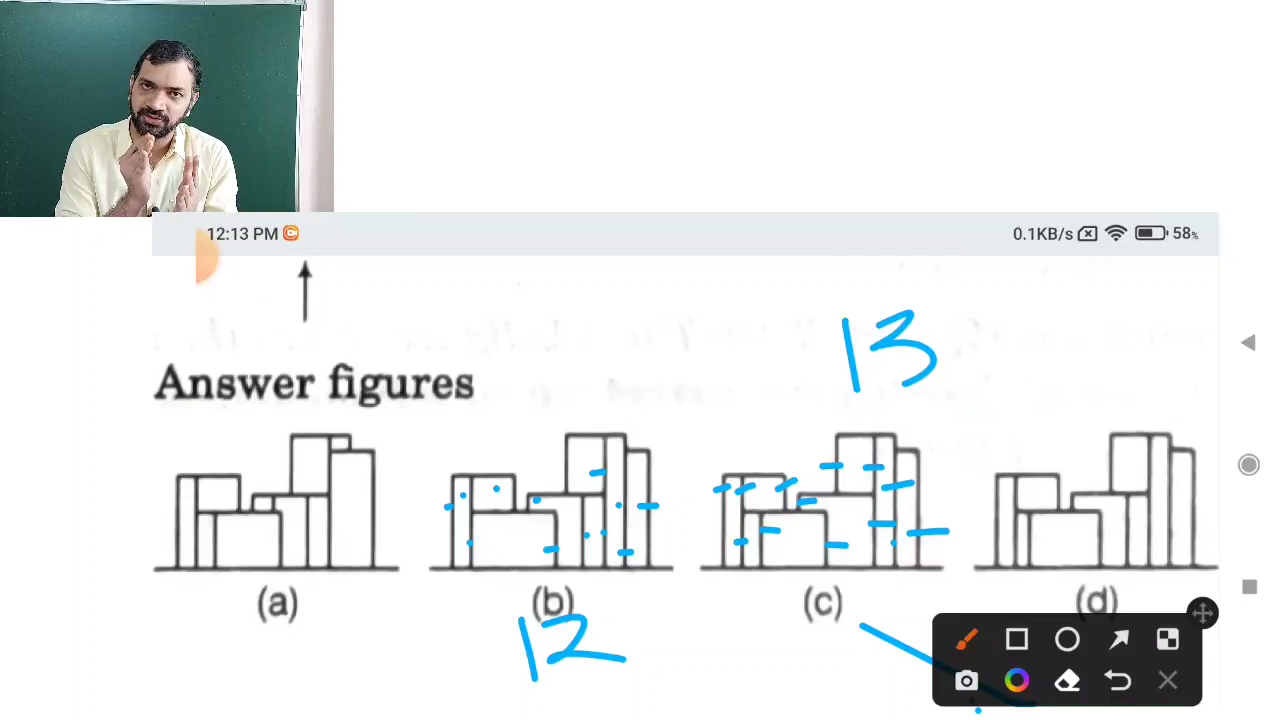 12:13 PM
0.1KB/s 58%
13
Answer figures
(a) (b) (c) (d)
12